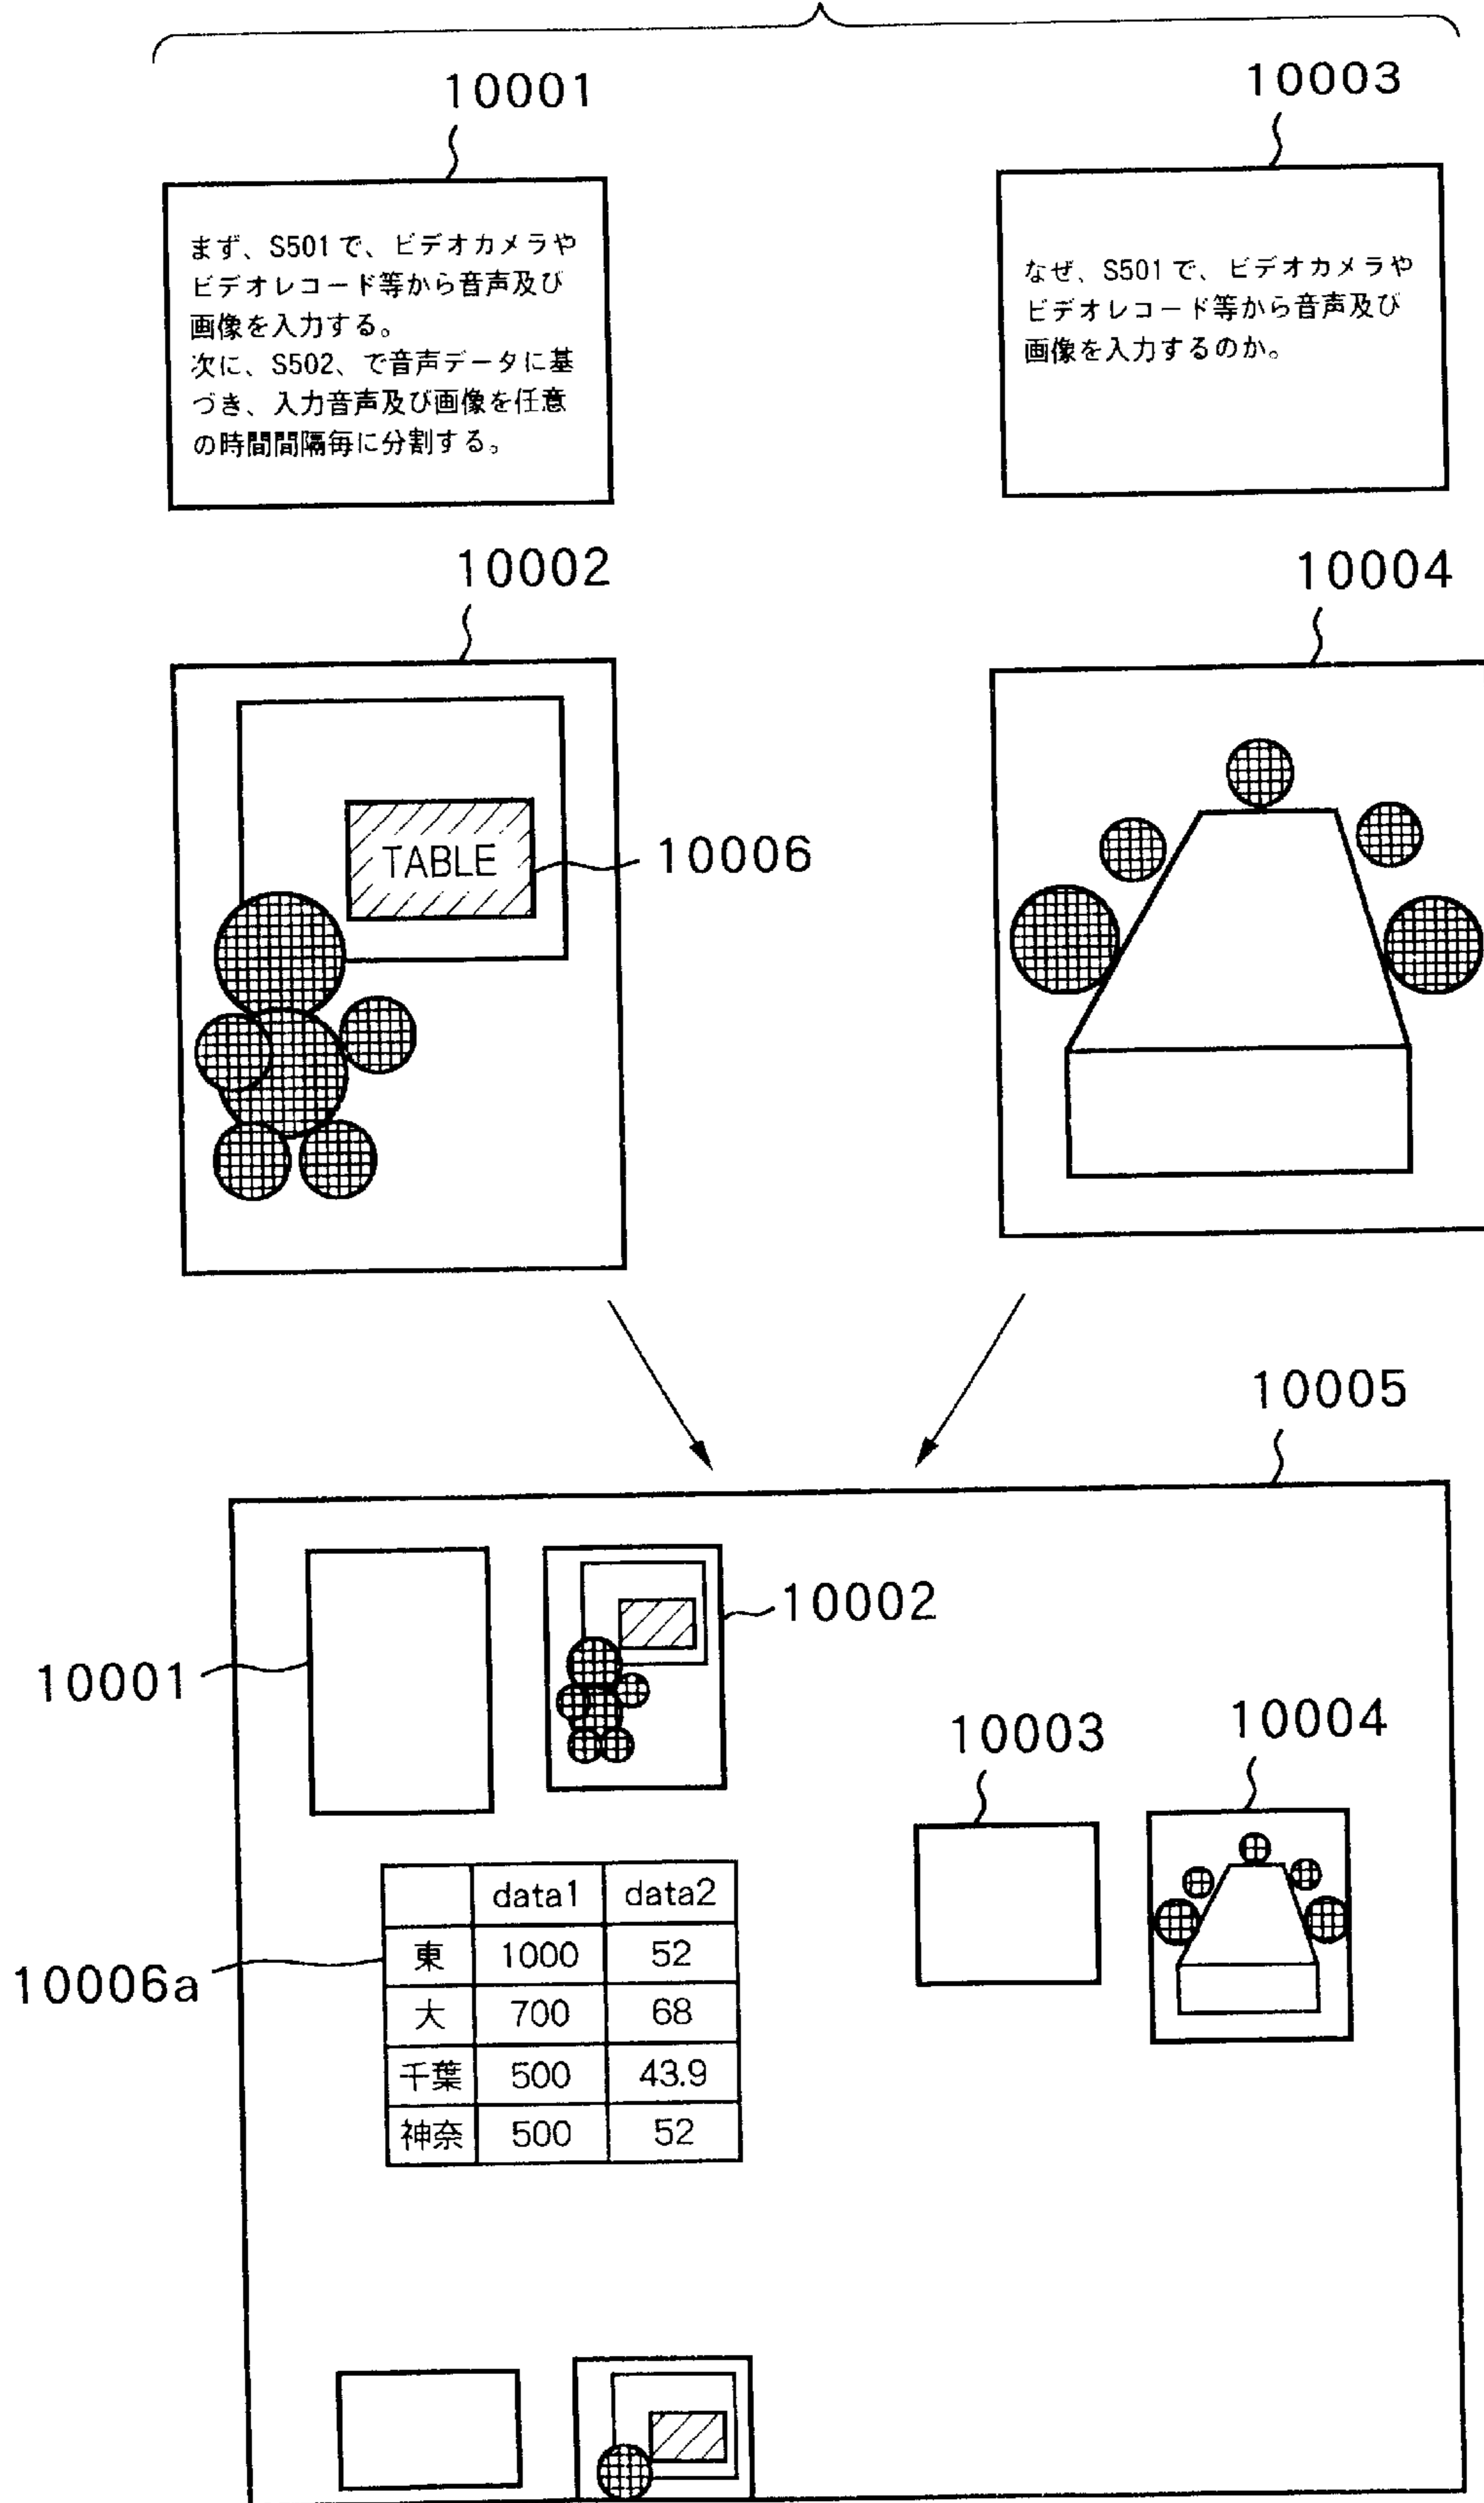 10001
10003
まず、S501で、ビデオカメラや
ビデオレコード等から音声及び
画像を入力する。
次に、S502、で音声データに基
づき、入力音声及び画像を任意
の時間間隔毎に分割する。
なぜ、S501で、ビデオカメラや
ビデオレコード等から音声及び
画像を入力するのか。
10002
10004
TABLE
10006
10005
10002
10001
10003
10004
data1 data2
東 1000 52
10006a
大 700 68
千葉 500 43.9
神奈 500 52